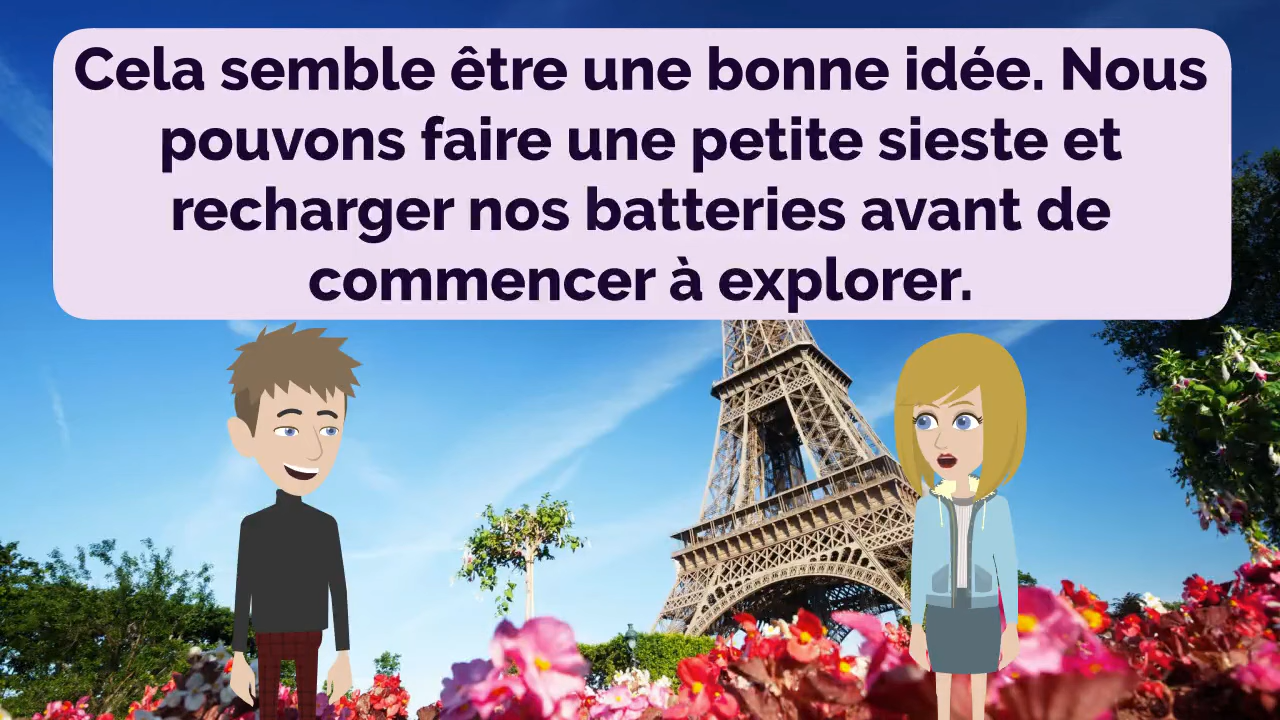 Cela semble être une bonne idée. Nous
pouvons faire une petite sieste et
recharger nos batteries avant de
commencer à explorer.